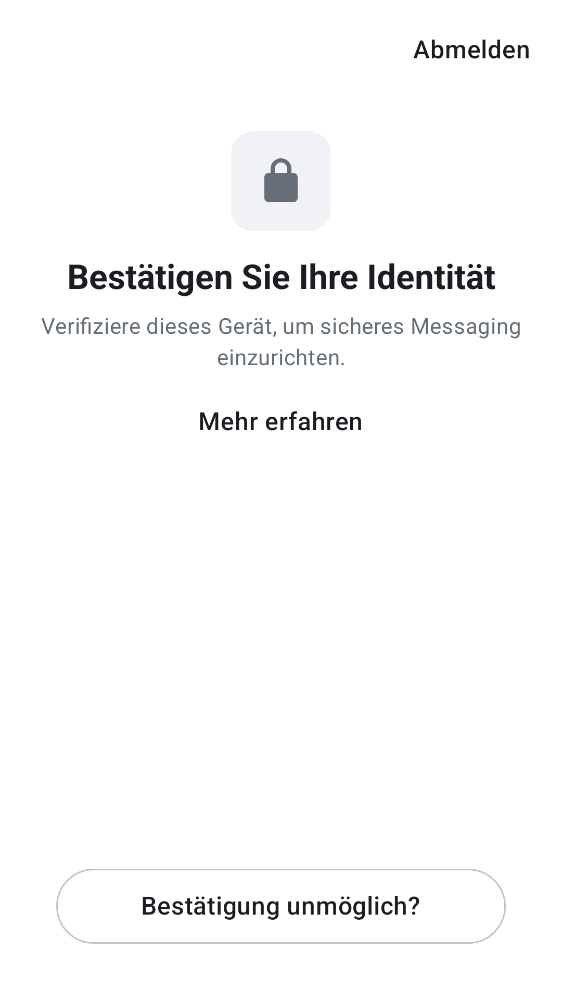 Abmelden
Bestätigen Sie Ihre Identität
Verifiziere dieses Gerät, um sicheres Messaging
einzurichten.
Mehr erfahren
Bestätigung unmöglich?